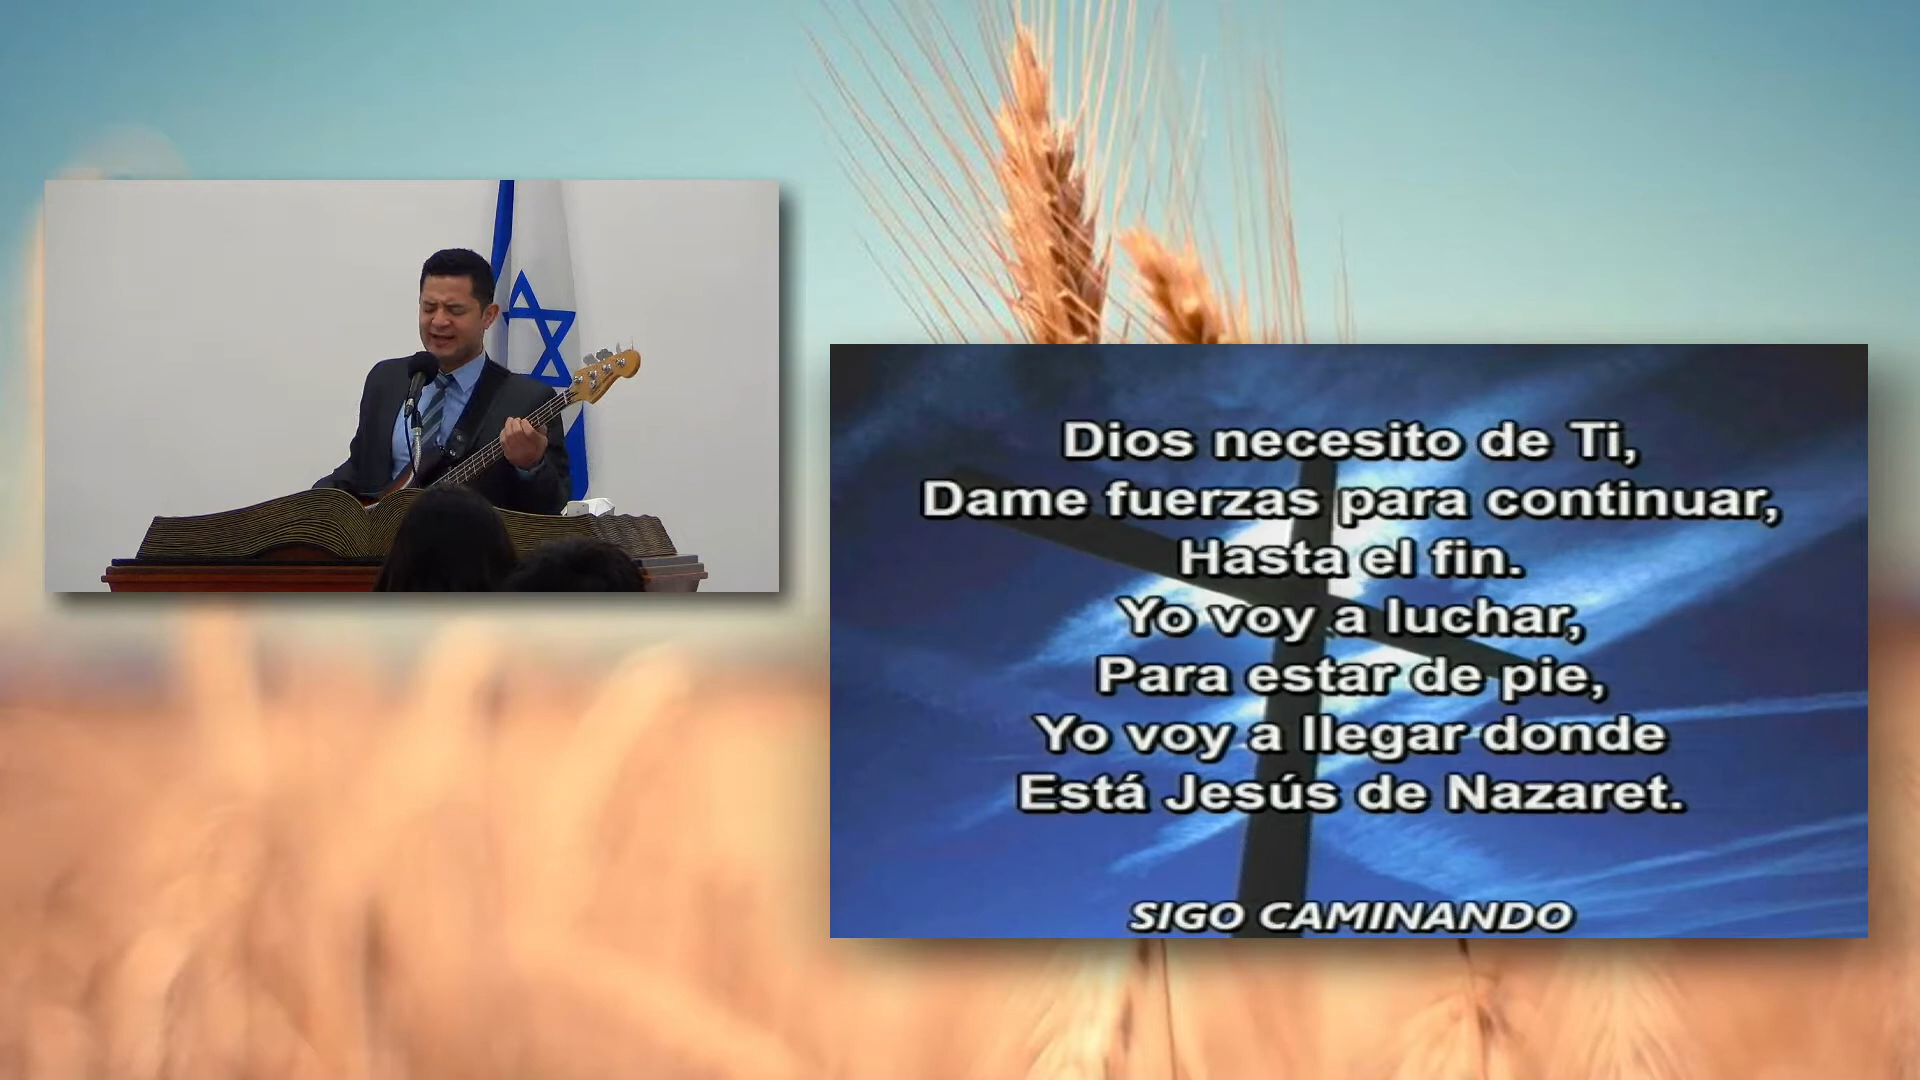 Dios necesito de Ti,
Dame fuerzas para continuar,
Hasta el fin.
Yo voy a luchar,
Para estar de pie,
Yo voy a llegar donde
Está Jesús de Nazaret.
SIGO CAMINANDO